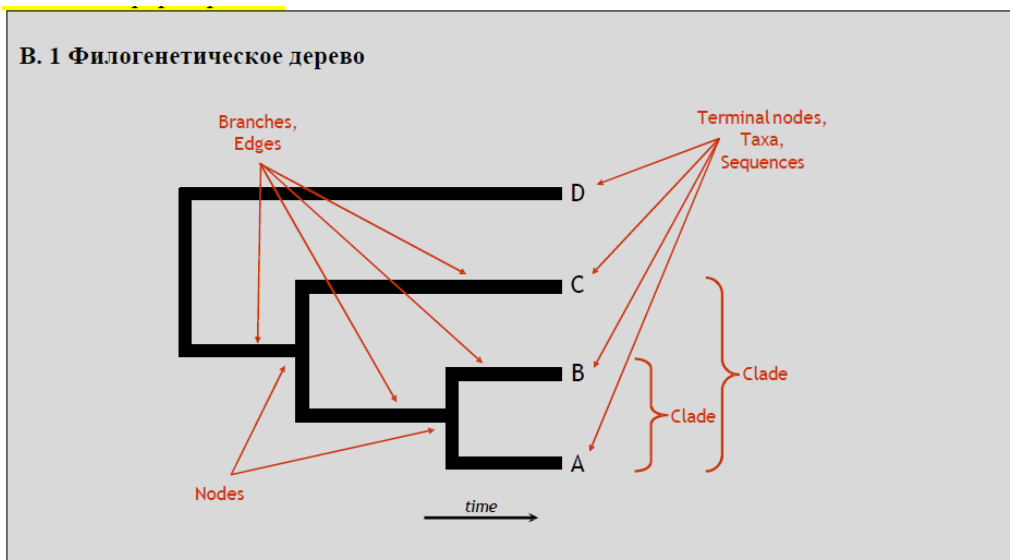 В. 1 Филогенетическое дерево
Branches,
Edges
Terminal nodes,
Taxa,
Sequences
D
C
B
Clade
Clade
A
Nodes
time